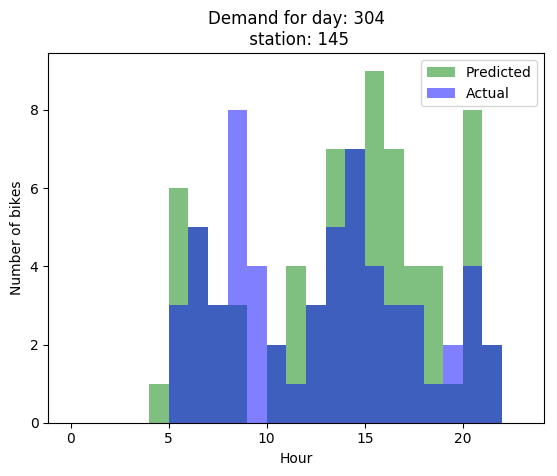 Demand for day: 304
station: 145
Predicted
Actual
Number of bikes
8
6
4
2
0
0 5 10 15 20
Hour